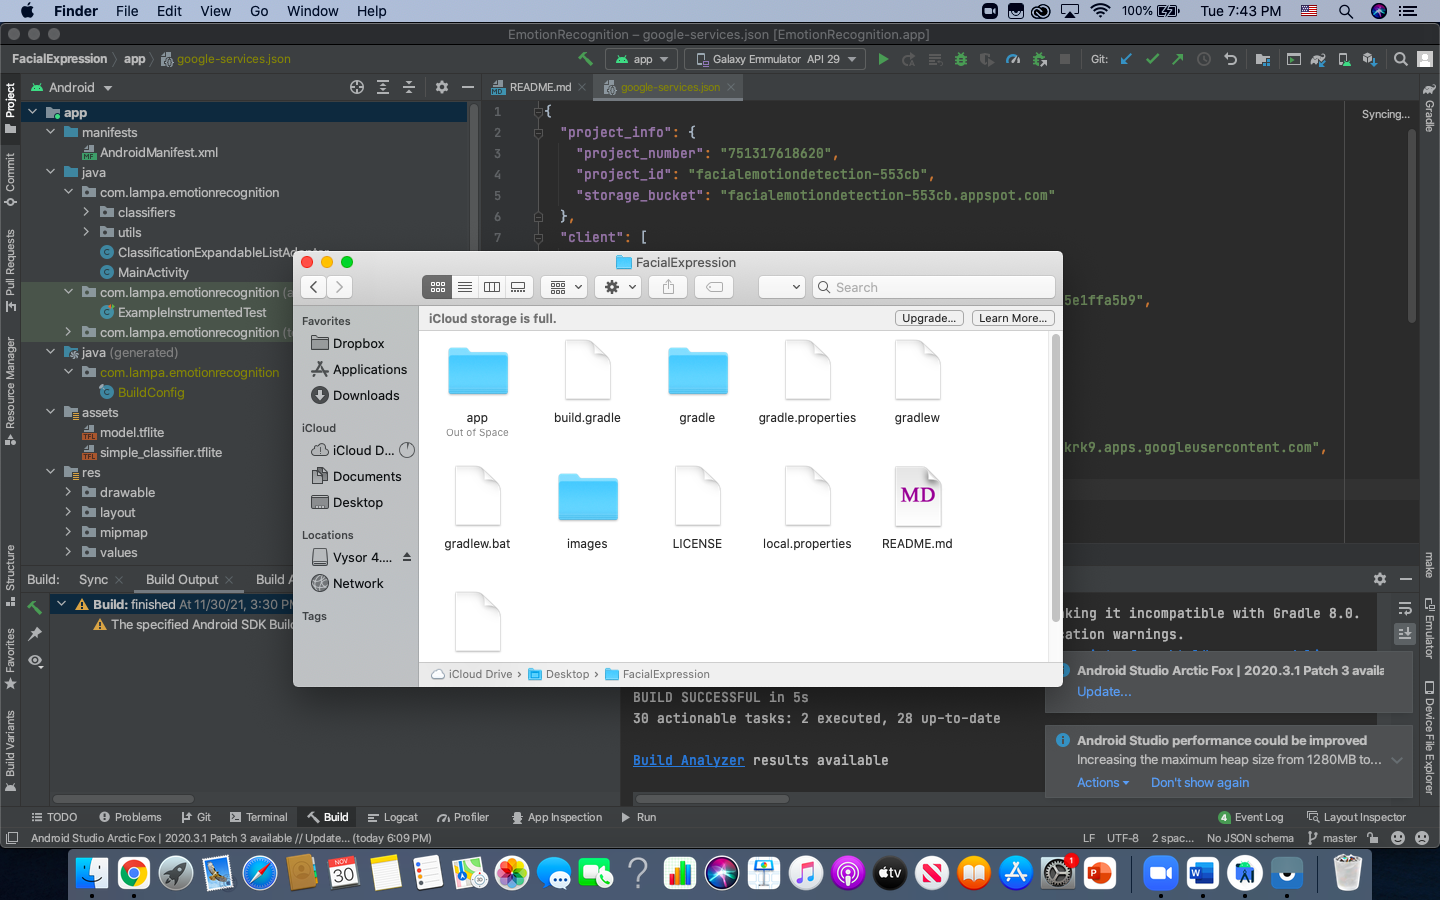 Finder File Edit View Go Window Help
100% Tue 7:43 PM
EmotionRecognition – google-services.json [EmotionRecognition.app]
FacialExpression app google-services.json
app Galaxy Emmulator API 29 Git:
Android
README.md google-services.json
Project
Commit
Pull Requests
Resource Manager
Structure
Favorites
Build Variants
app
manifests
AndroidManifest.xml
java
com.lampa.emotionrecognition
classifiers
utils
ClassificationExpandableListAdapter
MainActivity
com.lampa.emotionrecognition
ExampleInstrumentedTest
com.lampa.emotionrecognition
java (generated)
com.lampa.emotionrecognition
BuildConfig
assets
model.tflite
simple_classifier.tflite
res
drawable
layout
mipmap
values
1 {
2 "project_info": {
3 "project_number": "751317618620",
4 "project_id": "facialemotiondetection-553cb",
5 "storage_bucket": "facialemotiondetection-553cb.appspot.com"
6 },
7 "client": [
Syncing...
5e1ffa5b9",
krk9.apps.googleusercontent.com",
Gradle
make
Emulator
Device File Explorer
FacialExpression
Search
iCloud storage is full.
Upgrade... Learn More...
Favorites
Dropbox
Applications
Downloads
iCloud
iCloud D...
Documents
Desktop
Locations
Vysor 4....
Network
Tags
app
Out of Space
build.gradle
gradle
gradle.properties
gradlew
gradlew.bat
images
LICENSE
local.properties
MD
README.md
iCloud Drive › Desktop › FacialExpression
Build: Sync Build Output Build A
Build: finished At 11/30/21, 3:30 PM
The specified Android SDK Build
king it incompatible with Gradle 8.0.
ation warnings.
BUILD SUCCESSFUL in 5s
30 actionable tasks: 2 executed, 28 up-to-date
Build Analyzer results available
Android Studio Arctic Fox | 2020.3.1 Patch 3 availa
Update...
Android Studio performance could be improved
Increasing the maximum heap size from 1280MB to...
Actions Don't show again
TODO Problems Git Terminal Build Logcat Profiler App Inspection Run
4 Event Log Layout Inspector
Android Studio Arctic Fox | 2020.3.1 Patch 3 available // Update... (today 6:09 PM)
LF UTF-8 2 spac... No JSON schema master
NOV
30
tv
1